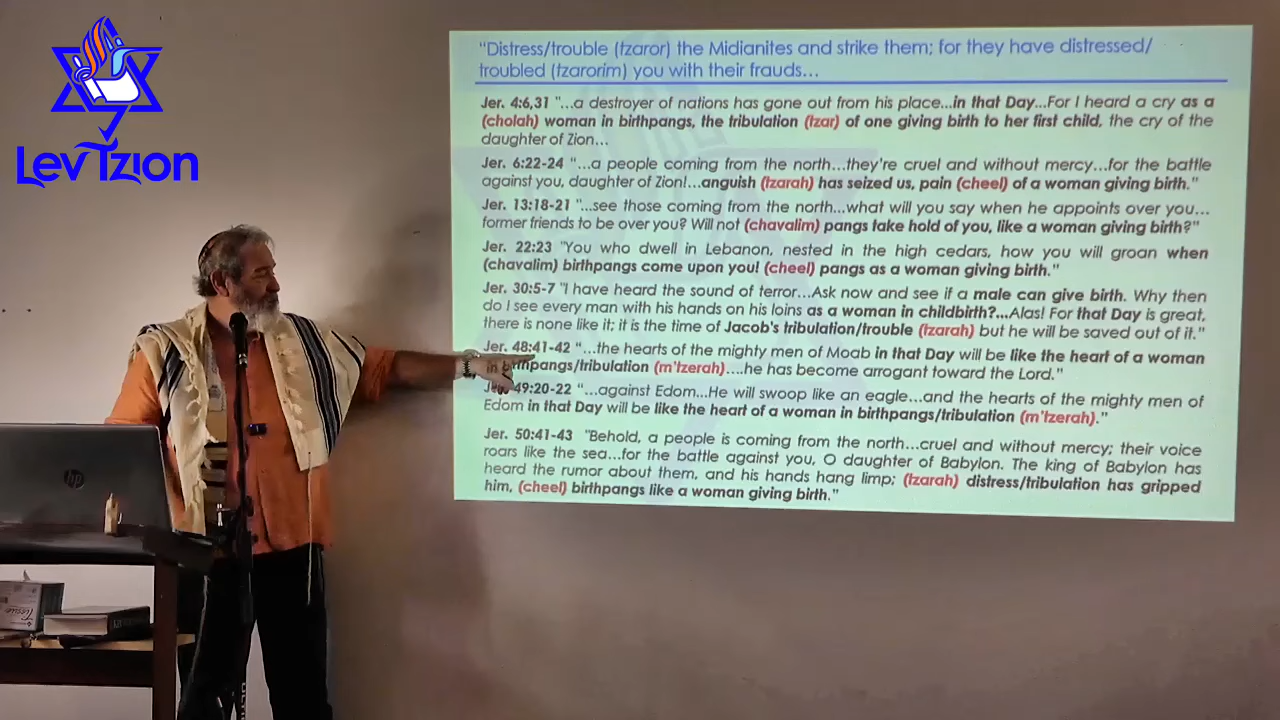 Lev Tzion
"Distress/trouble (tzaror) the Midianites and strike them; for they have distressed/
troubled (tzarorim) you with their frauds…
Jer. 4:6,31 "…a destroyer of nations has gone out from his place...in that Day...For I heard a cry as a
(cholah) woman in birthpangs, the tribulation (tzar) of one giving birth to her first child, the cry of the
daughter of Zion…
Jer. 6:22-24 "…a people coming from the north…they're cruel and without mercy…for the battle
against you, daughter of Zion!…anguish (tzarah) has seized us, pain (cheel) of a woman giving birth."
Jer. 13:18-21 "…see those coming from the north…what will you say when he appoints over you…
former friends to be over you? Will not (chavalim) pangs take hold of you, like a woman giving birth?"
Jer. 22:23 "You who dwell in Lebanon, nested in the high cedars, how you will groan when
(chavalim) birthpangs come upon you! (cheel) pangs as a woman giving birth."
Jer. 30:5-7 "I have heard the sound of terror…Ask now and see if a male can give birth. Why then
do I see every man with his hands on his loins as a woman in childbirth?...Alas! For that Day is great,
there is none like it; it is the time of Jacob's tribulation/trouble (tzarah) but he will be saved out of it."
Jer. 48:41-42 "…the hearts of the mighty men of Moab in that Day will be like the heart of a woman
in birthpangs/tribulation (m'tzerah)….he has become arrogant toward the Lord."
Jer. 49:20-22 "…against Edom...He will swoop like an eagle…and the hearts of the mighty men of
Edom in that Day will be like the heart of a woman in birthpangs/tribulation (m'tzerah)."
Jer. 50:41-43 "Behold, a people is coming from the north…cruel and without mercy; their voice
roars like the sea…for the battle against you, O daughter of Babylon. The king of Babylon has
heard the rumor about them, and his hands hang limp; (tzarah) distress/tribulation has gripped
him, (cheel) birthpangs like a woman giving birth."
hp
Tissue